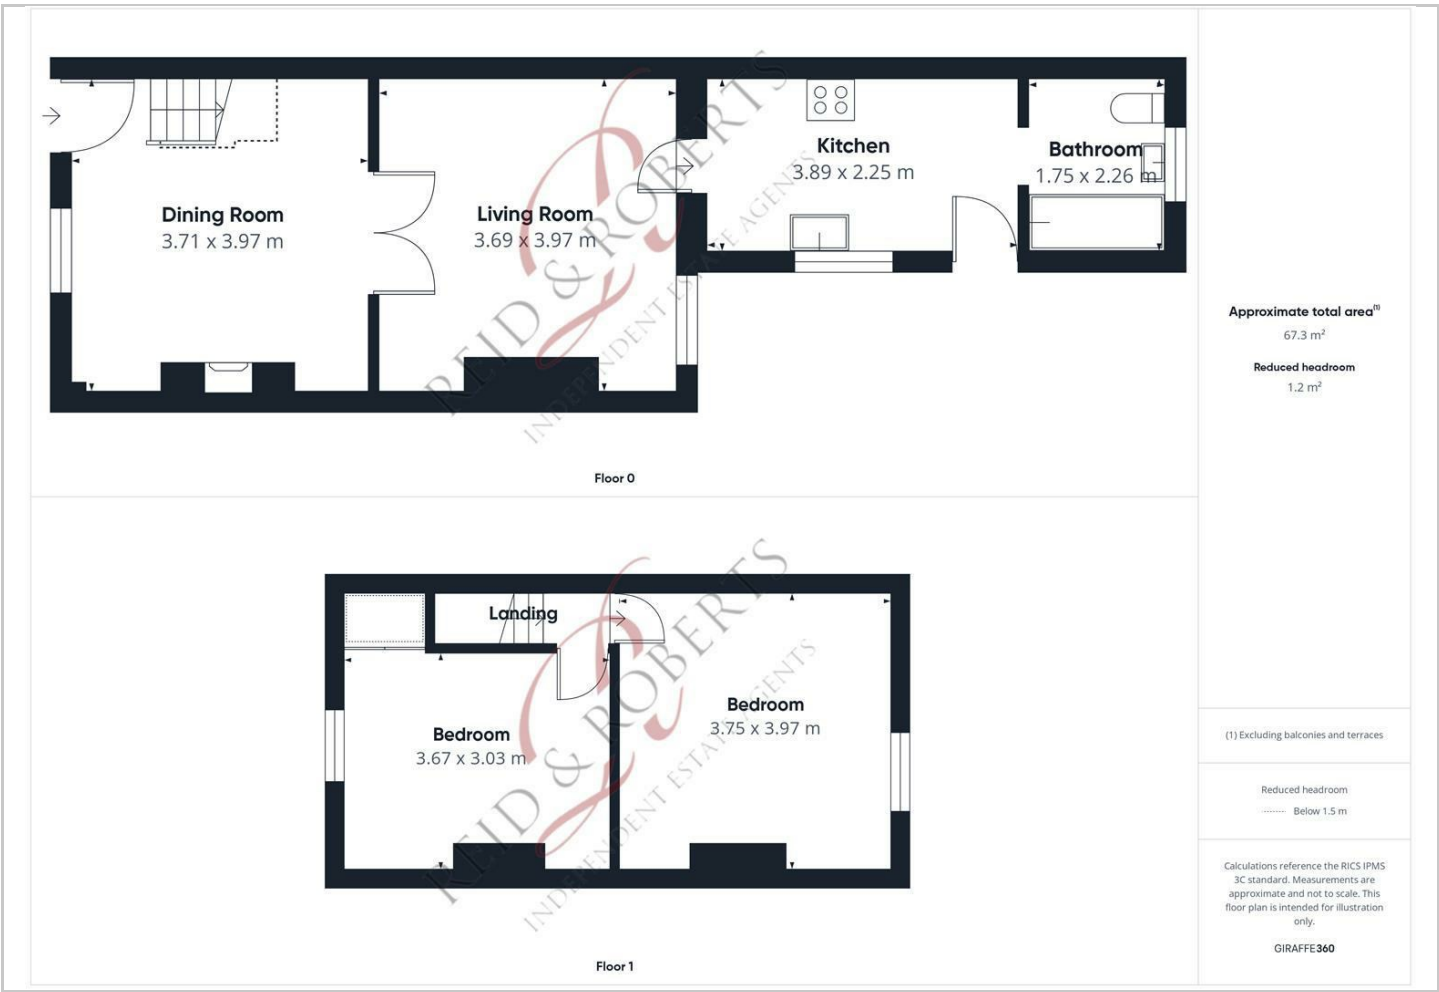 Dining Room
3.71 x 3.97 m
Living Room
3.69 x 3.97 m
Kitchen
3.89 x 2.25 m
Bathroom
1.75 x 2.26 m
REID & ROBERTS
INDEPENDENT ESTATE AGENTS
Floor 0
Landing
Bedroom
3.67 x 3.03 m
Bedroom
3.75 x 3.97 m
REID & ROBERTS
INDEPENDENT ESTATE AGENTS
Floor 1
Approximate total area(1)
67.3 m²
Reduced headroom
1.2 m²
(1) Excluding balconies and terraces
Reduced headroom
Below 1.5 m
Calculations reference the RICS IPMS
3C standard. Measurements are
approximate and not to scale. This
floor plan is intended for illustration
only.
GIRAFFE360